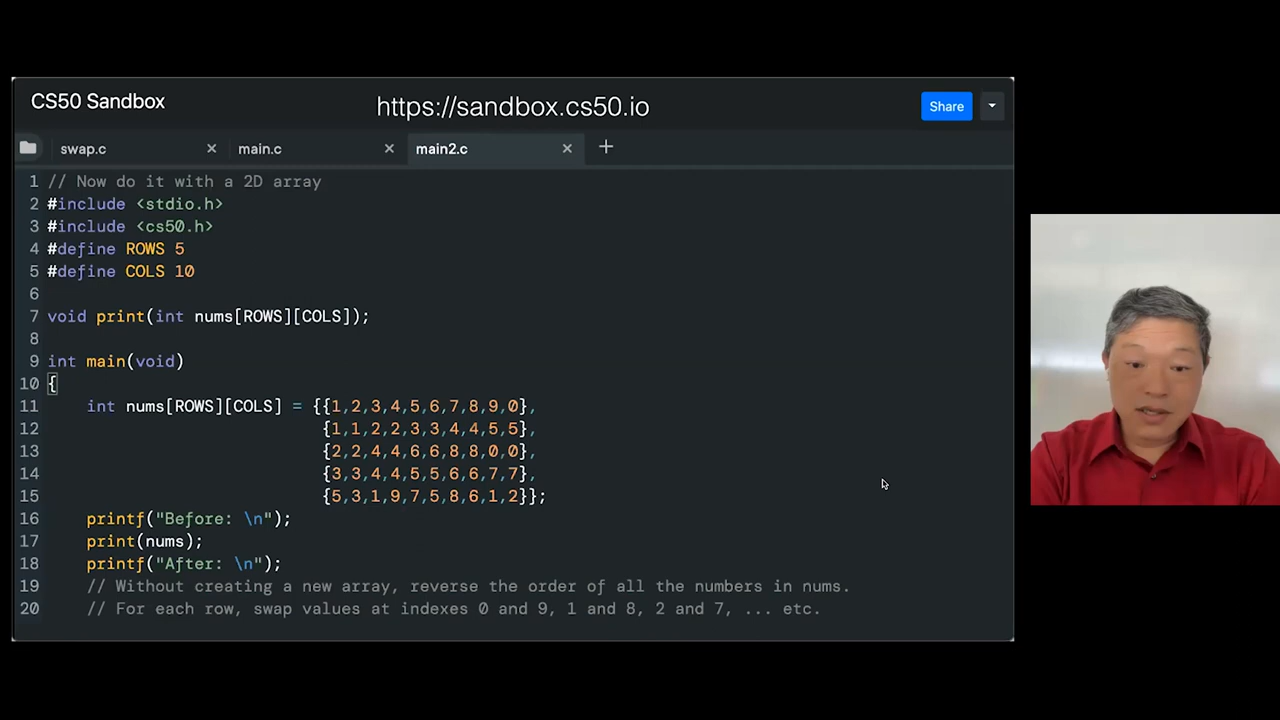 CS50 Sandbox
https://sandbox.cs50.io
Share
swap.c
main.c
main2.c
1 // Now do it with a 2D array
2 #include <stdio.h>
3 #include <cs50.h>
4 #define ROWS 5
5 #define COLS 10
6
7 void print(int nums[ROWS][COLS]);
8
9 int main(void)
10 {
11     int nums[ROWS][COLS] = {{1,2,3,4,5,6,7,8,9,0},
12                             {1,1,2,2,3,3,4,4,5,5},
13                             {2,2,4,4,6,6,8,8,0,0},
14                             {3,3,4,4,5,5,6,6,7,7},
15                             {5,3,1,9,7,5,8,6,1,2}};
16     printf("Before: \n");
17     print(nums);
18     printf("After: \n");
19     // Without creating a new array, reverse the order of all the numbers in nums.
20     // For each row, swap values at indexes 0 and 9, 1 and 8, 2 and 7, ... etc.